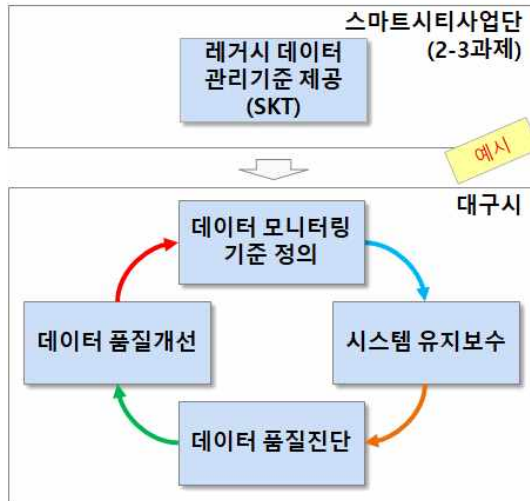 스마트시티사업단
(2-3과제)
레거시 데이터
관리기준 제공
(SKT)
예시
대구시
데이터 모니터링
기준 정의
데이터 품질개선
시스템 유지보수
데이터 품질진단